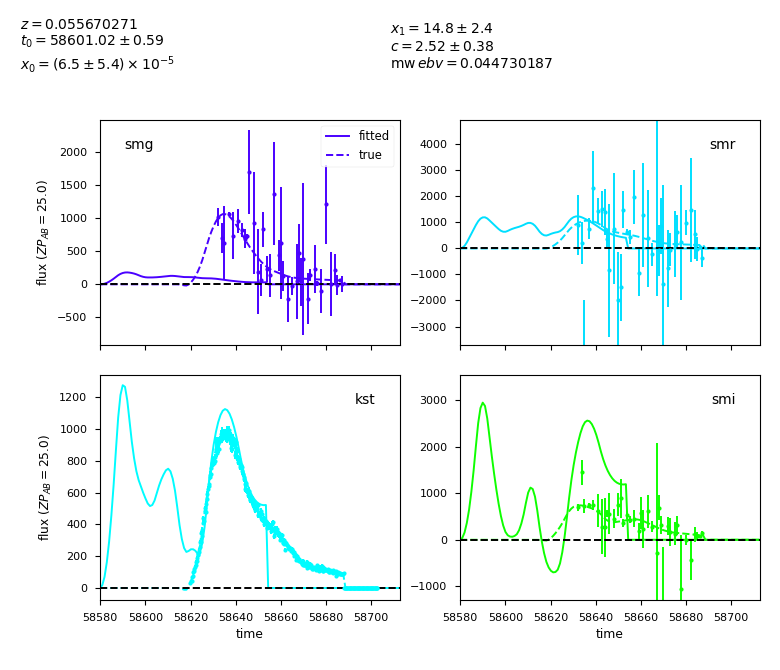 z = 0.055670271
t₀ = 58601.02 ± 0.59
x₀ = (6.5 ± 5.4) × 10⁻⁵
x₁ = 14.8 ± 2.4
c = 2.52 ± 0.38
mw ebv = 0.044730187
smg
fitted
true
2000
1500
1000
500
0
−500
flux (ZP_AB = 25.0)
smr
4000
3000
2000
1000
0
−1000
−2000
−3000
kst
1200
1000
800
600
400
200
0
flux (ZP_AB = 25.0)
58580 58600 58620 58640 58660 58680 58700
time
smi
3000
2000
1000
0
−1000
58580 58600 58620 58640 58660 58680 58700
time